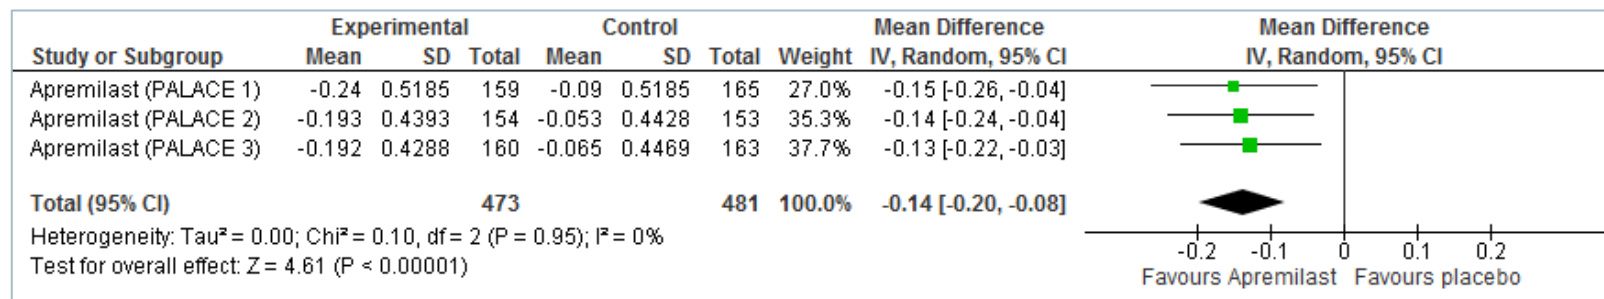 Experimental Control Mean Difference Mean Difference
Study or Subgroup Mean SD Total Mean SD Total Weight IV, Random, 95% CI IV, Random, 95% CI
Apremilast (PALACE 1) -0.24 0.5185 159 -0.09 0.5185 165 27.0% -0.15 [-0.26, -0.04]
Apremilast (PALACE 2) -0.193 0.4393 154 -0.053 0.4428 153 35.3% -0.14 [-0.24, -0.04]
Apremilast (PALACE 3) -0.192 0.4288 160 -0.065 0.4469 163 37.7% -0.13 [-0.22, -0.03]
Total (95% CI) 473 481 100.0% -0.14 [-0.20, -0.08]
Heterogeneity: Tau² = 0.00; Chi² = 0.10, df = 2 (P = 0.95); I² = 0%
Test for overall effect: Z = 4.61 (P < 0.00001)
-0.2 -0.1 0 0.1 0.2
Favours Apremilast Favours placebo